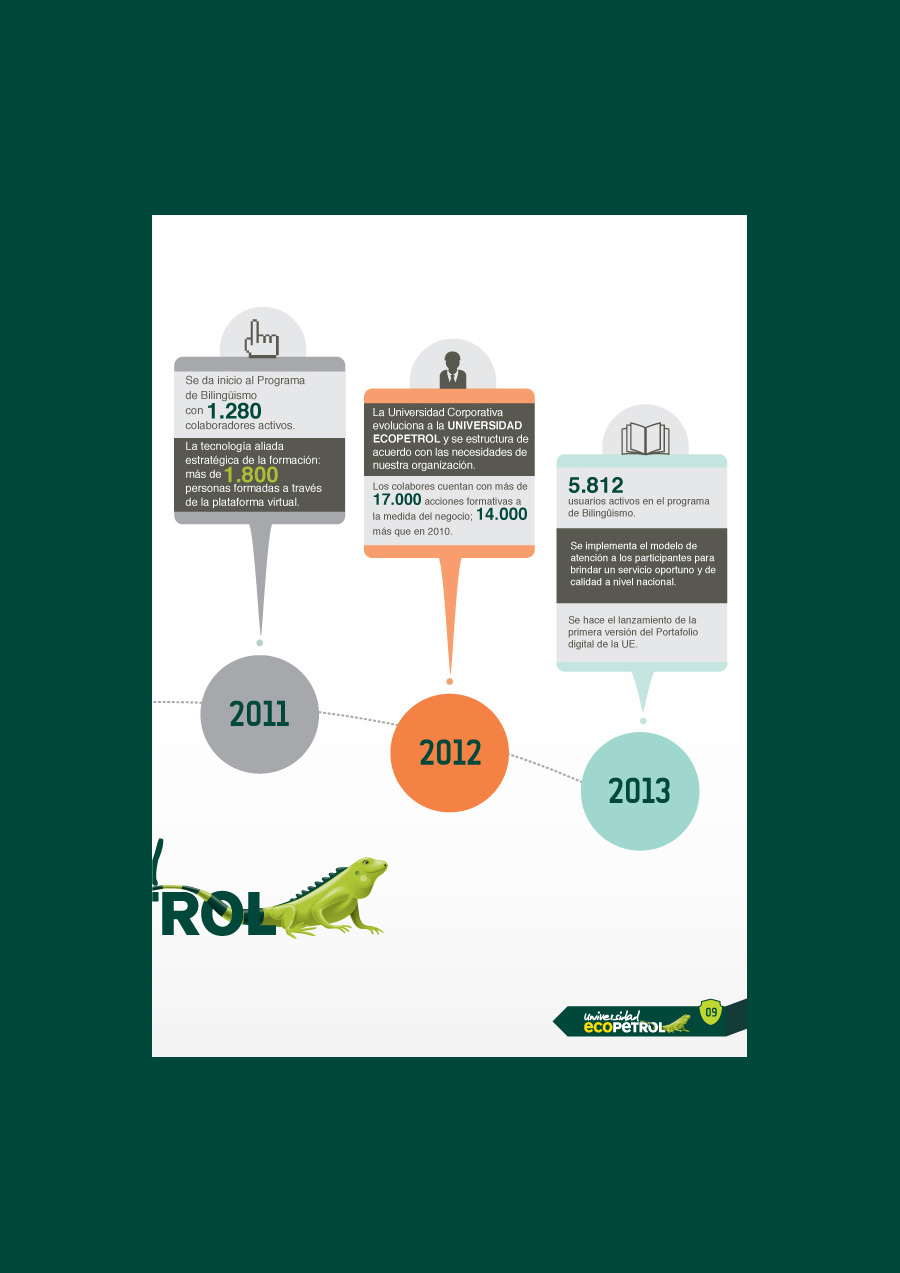 Se da inicio al Programa
de Bilingüismo
con 1.280
colaboradores activos.
La tecnología aliada
estratégica de la formación:
más de 1.800
personas formadas a través
de la plataforma virtual.
2011
La Universidad Corporativa
evoluciona a la UNIVERSIDAD
ECOPETROL y se estructura de
acuerdo con las necesidades de
nuestra organización.
Los colabores cuentan con más de
17.000 acciones formativas a
la medida del negocio; 14.000
más que en 2010.
2012
5.812
usuarios activos en el programa
de Bilingüismo.
Se implementa el modelo de
atención a los participantes para
brindar un servicio oportuno y de
calidad a nivel nacional.
Se hace el lanzamiento de la
primera versión del Portafolio
digital de la UE.
2013
TROL
universidad
ecoPETROL
09